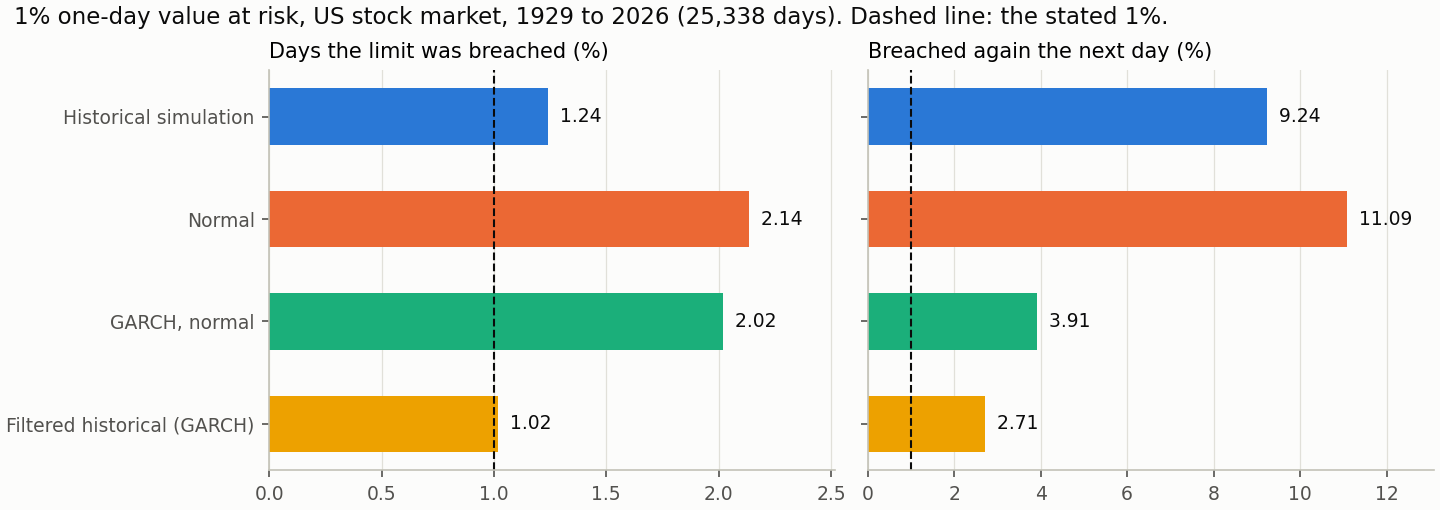 1% one-day value at risk, US stock market, 1929 to 2026 (25,338 days). Dashed line: the stated 1%.
Days the limit was breached (%)
Historical simulation
1.24
Normal
2.14
GARCH, normal
2.02
Filtered historical (GARCH)
1.02
0.0 0.5 1.0 1.5 2.0 2.5
Breached again the next day (%)
9.24
11.09
3.91
2.71
0 2 4 6 8 10 12